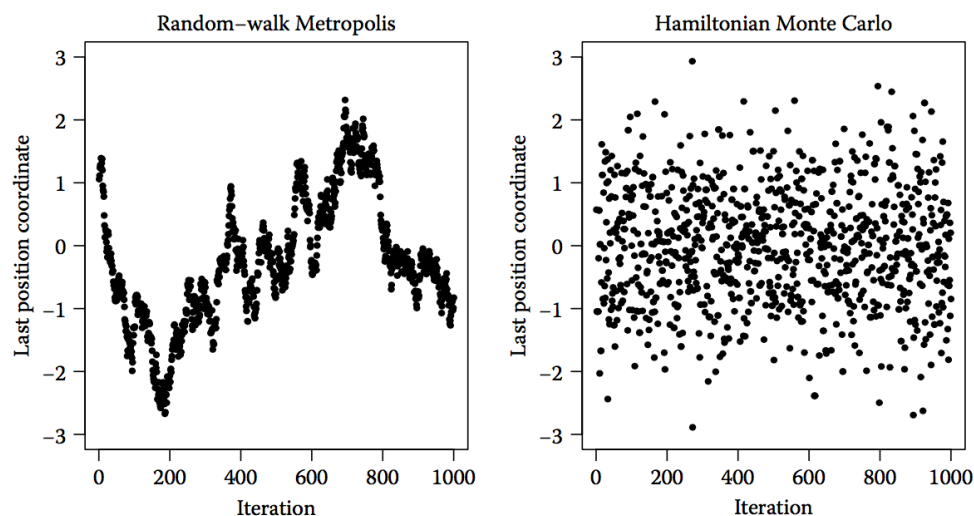 Random–walk Metropolis
3
2
1
0
−1
−2
−3
Last position coordinate
0 200 400 600 800 1000
Iteration
Hamiltonian Monte Carlo
3
2
1
0
−1
−2
−3
Last position coordinate
0 200 400 600 800 1000
Iteration